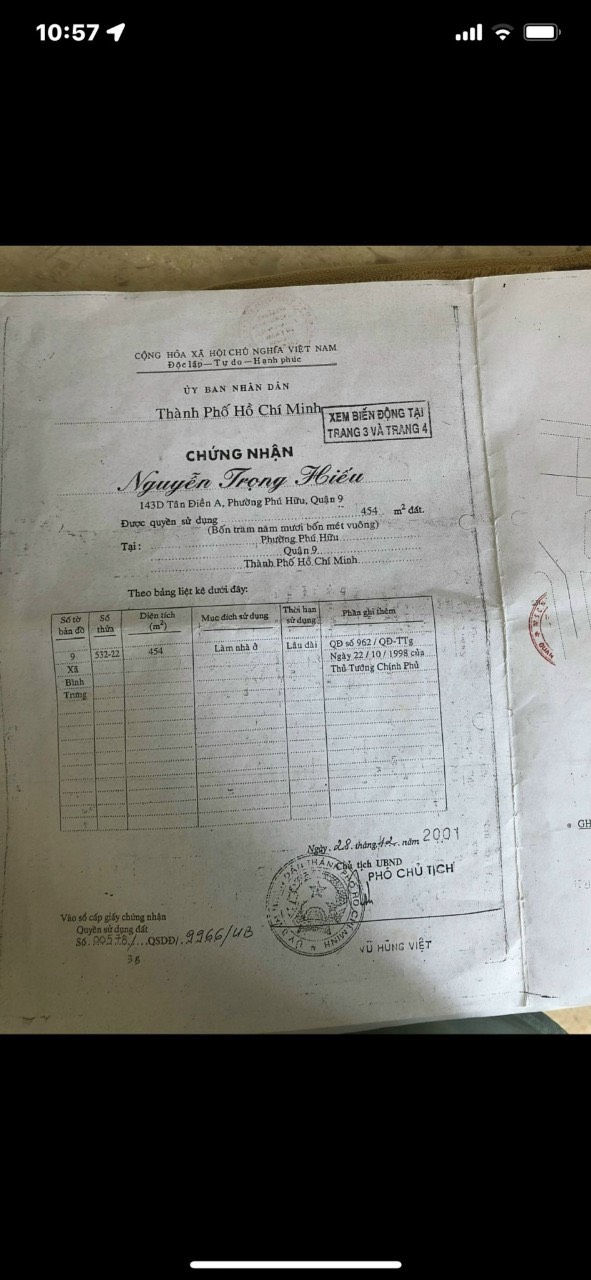 10:57
CỘNG HÒA XÃ HỘI CHỦ NGHĨA VIỆT NAM
Độc lập—Tự do—Hạnh phúc
ỦY BAN NHÂN DÂN
Thành Phố Hồ Chí Minh
XEM BIẾN ĐỘNG TẠI
TRANG 3 VÀ TRANG 4
CHỨNG NHẬN
Nguyễn Trọng Hiếu
143D Tân Điền A, Phường Phú Hữu, Quận 9
Được quyền sử dụng 454 m² đất.
(Bốn trăm năm mươi bốn mét vuông)
Tại: Phường Phú Hữu
Quận 9
Thành Phố Hồ Chí Minh
Theo bảng liệt kê dưới đây:
Số tờ bản đồ Số thửa Diện tích (m²) Mục đích sử dụng Thời hạn sử dụng Phần ghi thêm
9 532-22 454 Làm nhà ở Lâu dài QĐ số 962 / QĐ-TTg
Xã Ngày 22 / 10 / 1998 của
Bình Thủ Tướng Chính Phủ
Trưng
Ngày 28 tháng 12 năm 2001
Chủ tịch UBND
PHÓ CHỦ TỊCH
VŨ HÙNG VIỆT
Vào sổ cấp giấy chứng nhận
Quyền sử dụng đất
Số QSDĐ/ 9966/UB
GH